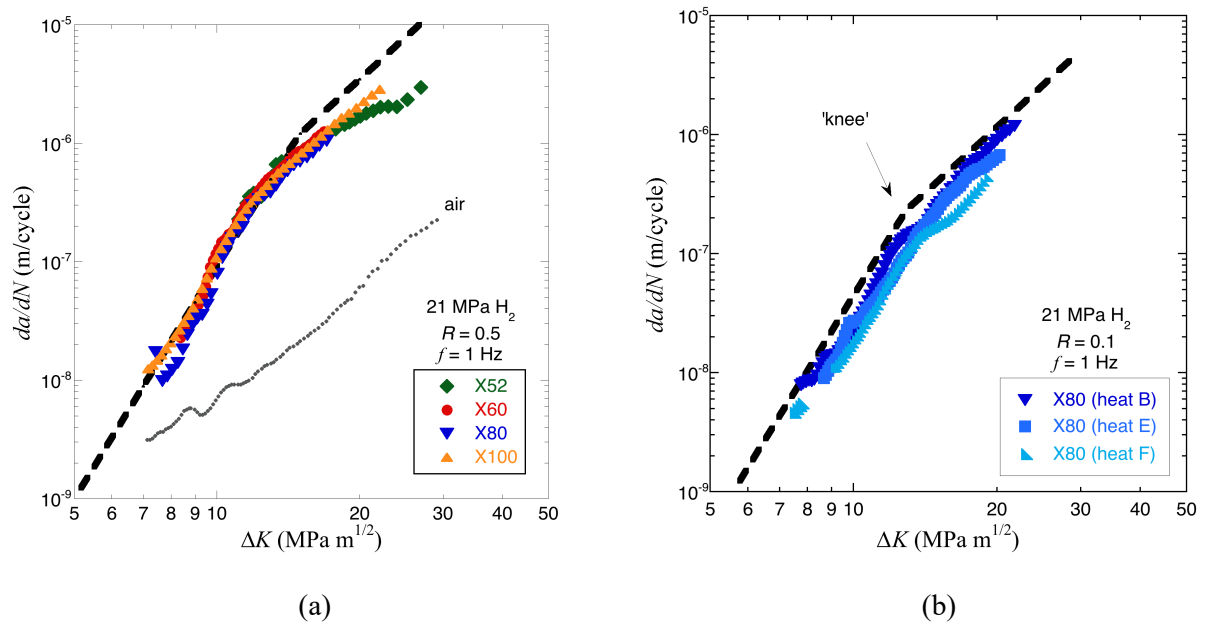 10⁻⁵
10⁻⁶
10⁻⁷
10⁻⁸
10⁻⁹
da/dN (m/cycle)
air
21 MPa H₂
R = 0.5
f = 1 Hz
X52
X60
X80
X100
5 6 7 8 9 10 20 30 40 50
ΔK (MPa m^1/2)
(a)
10⁻⁵
10⁻⁶
10⁻⁷
10⁻⁸
10⁻⁹
da/dN (m/cycle)
'knee'
21 MPa H₂
R = 0.1
f = 1 Hz
X80 (heat B)
X80 (heat E)
X80 (heat F)
5 6 7 8 9 10 20 30 40 50
ΔK (MPa m^1/2)
(b)